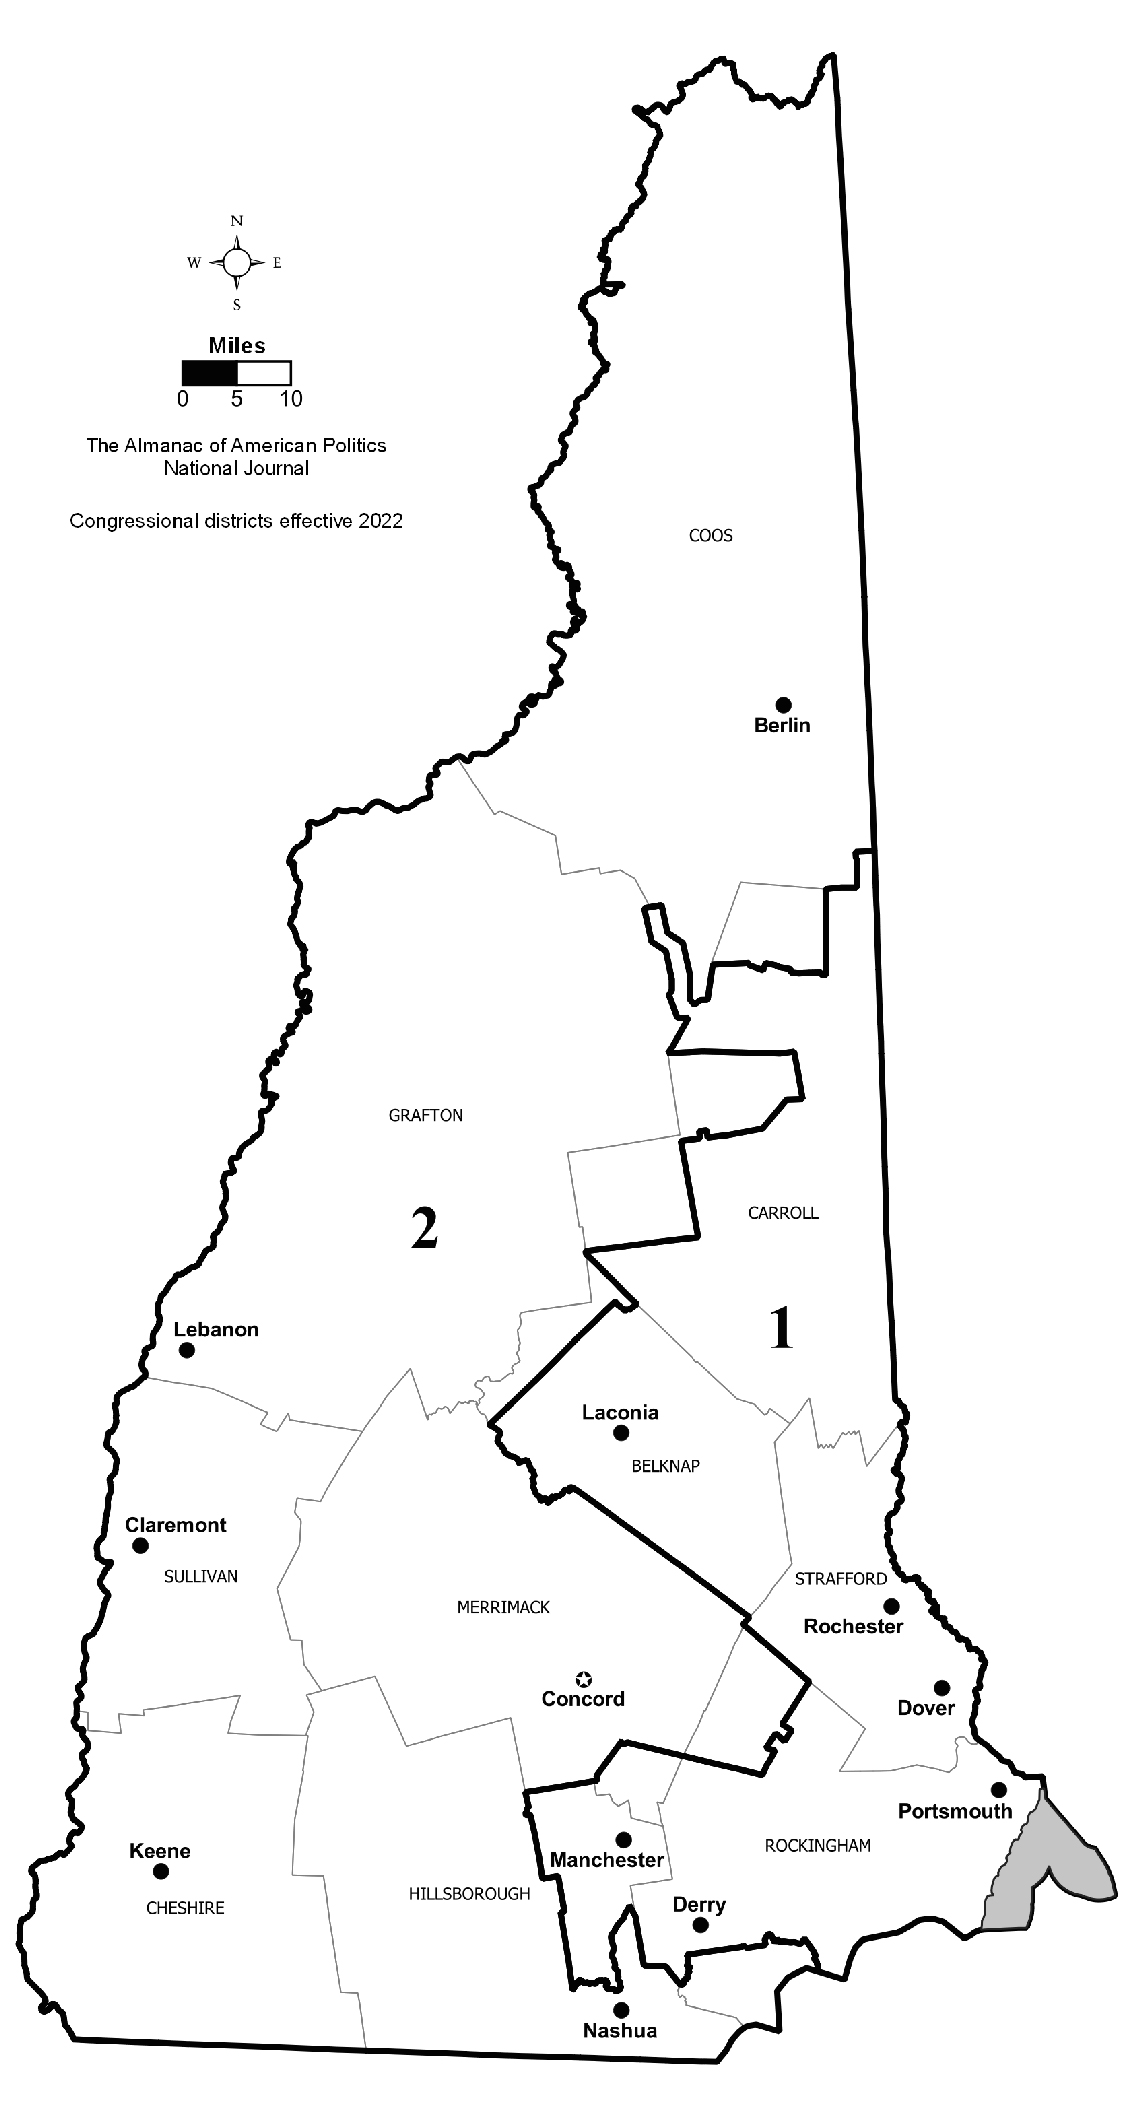 N
W E
S
Miles
0 5 10
The Almanac of American Politics
National Journal
Congressional districts effective 2022
COOS
Berlin
GRAFTON
2
CARROLL
1
Lebanon
Laconia
BELKNAP
Claremont
SULLIVAN
STRAFFORD
MERRIMACK
Rochester
Concord
Dover
Portsmouth
Keene
ROCKINGHAM
Manchester
HILLSBOROUGH
CHESHIRE
Derry
Nashua